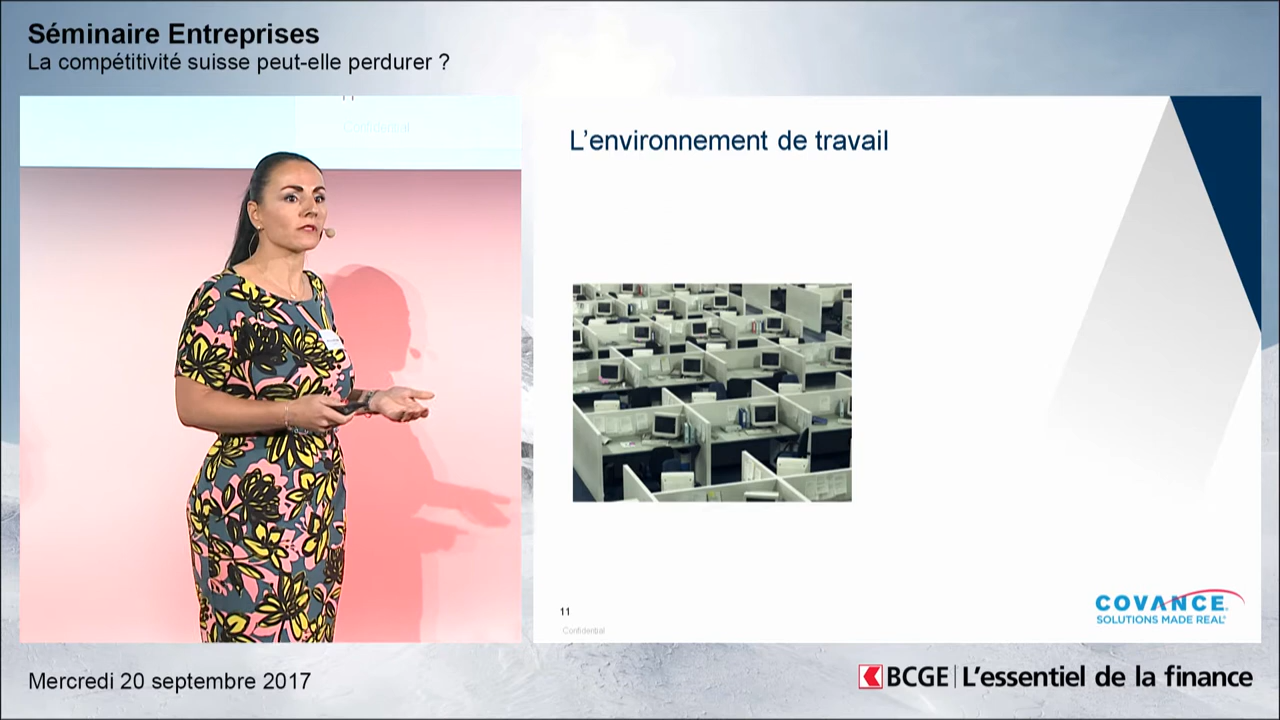 Séminaire Entreprises
La compétitivité suisse peut-elle perdurer ?
Confidential
L'environnement de travail
11
Confidential
COVANCE
SOLUTIONS MADE REAL
Mercredi 20 septembre 2017
BCGE | L'essentiel de la finance